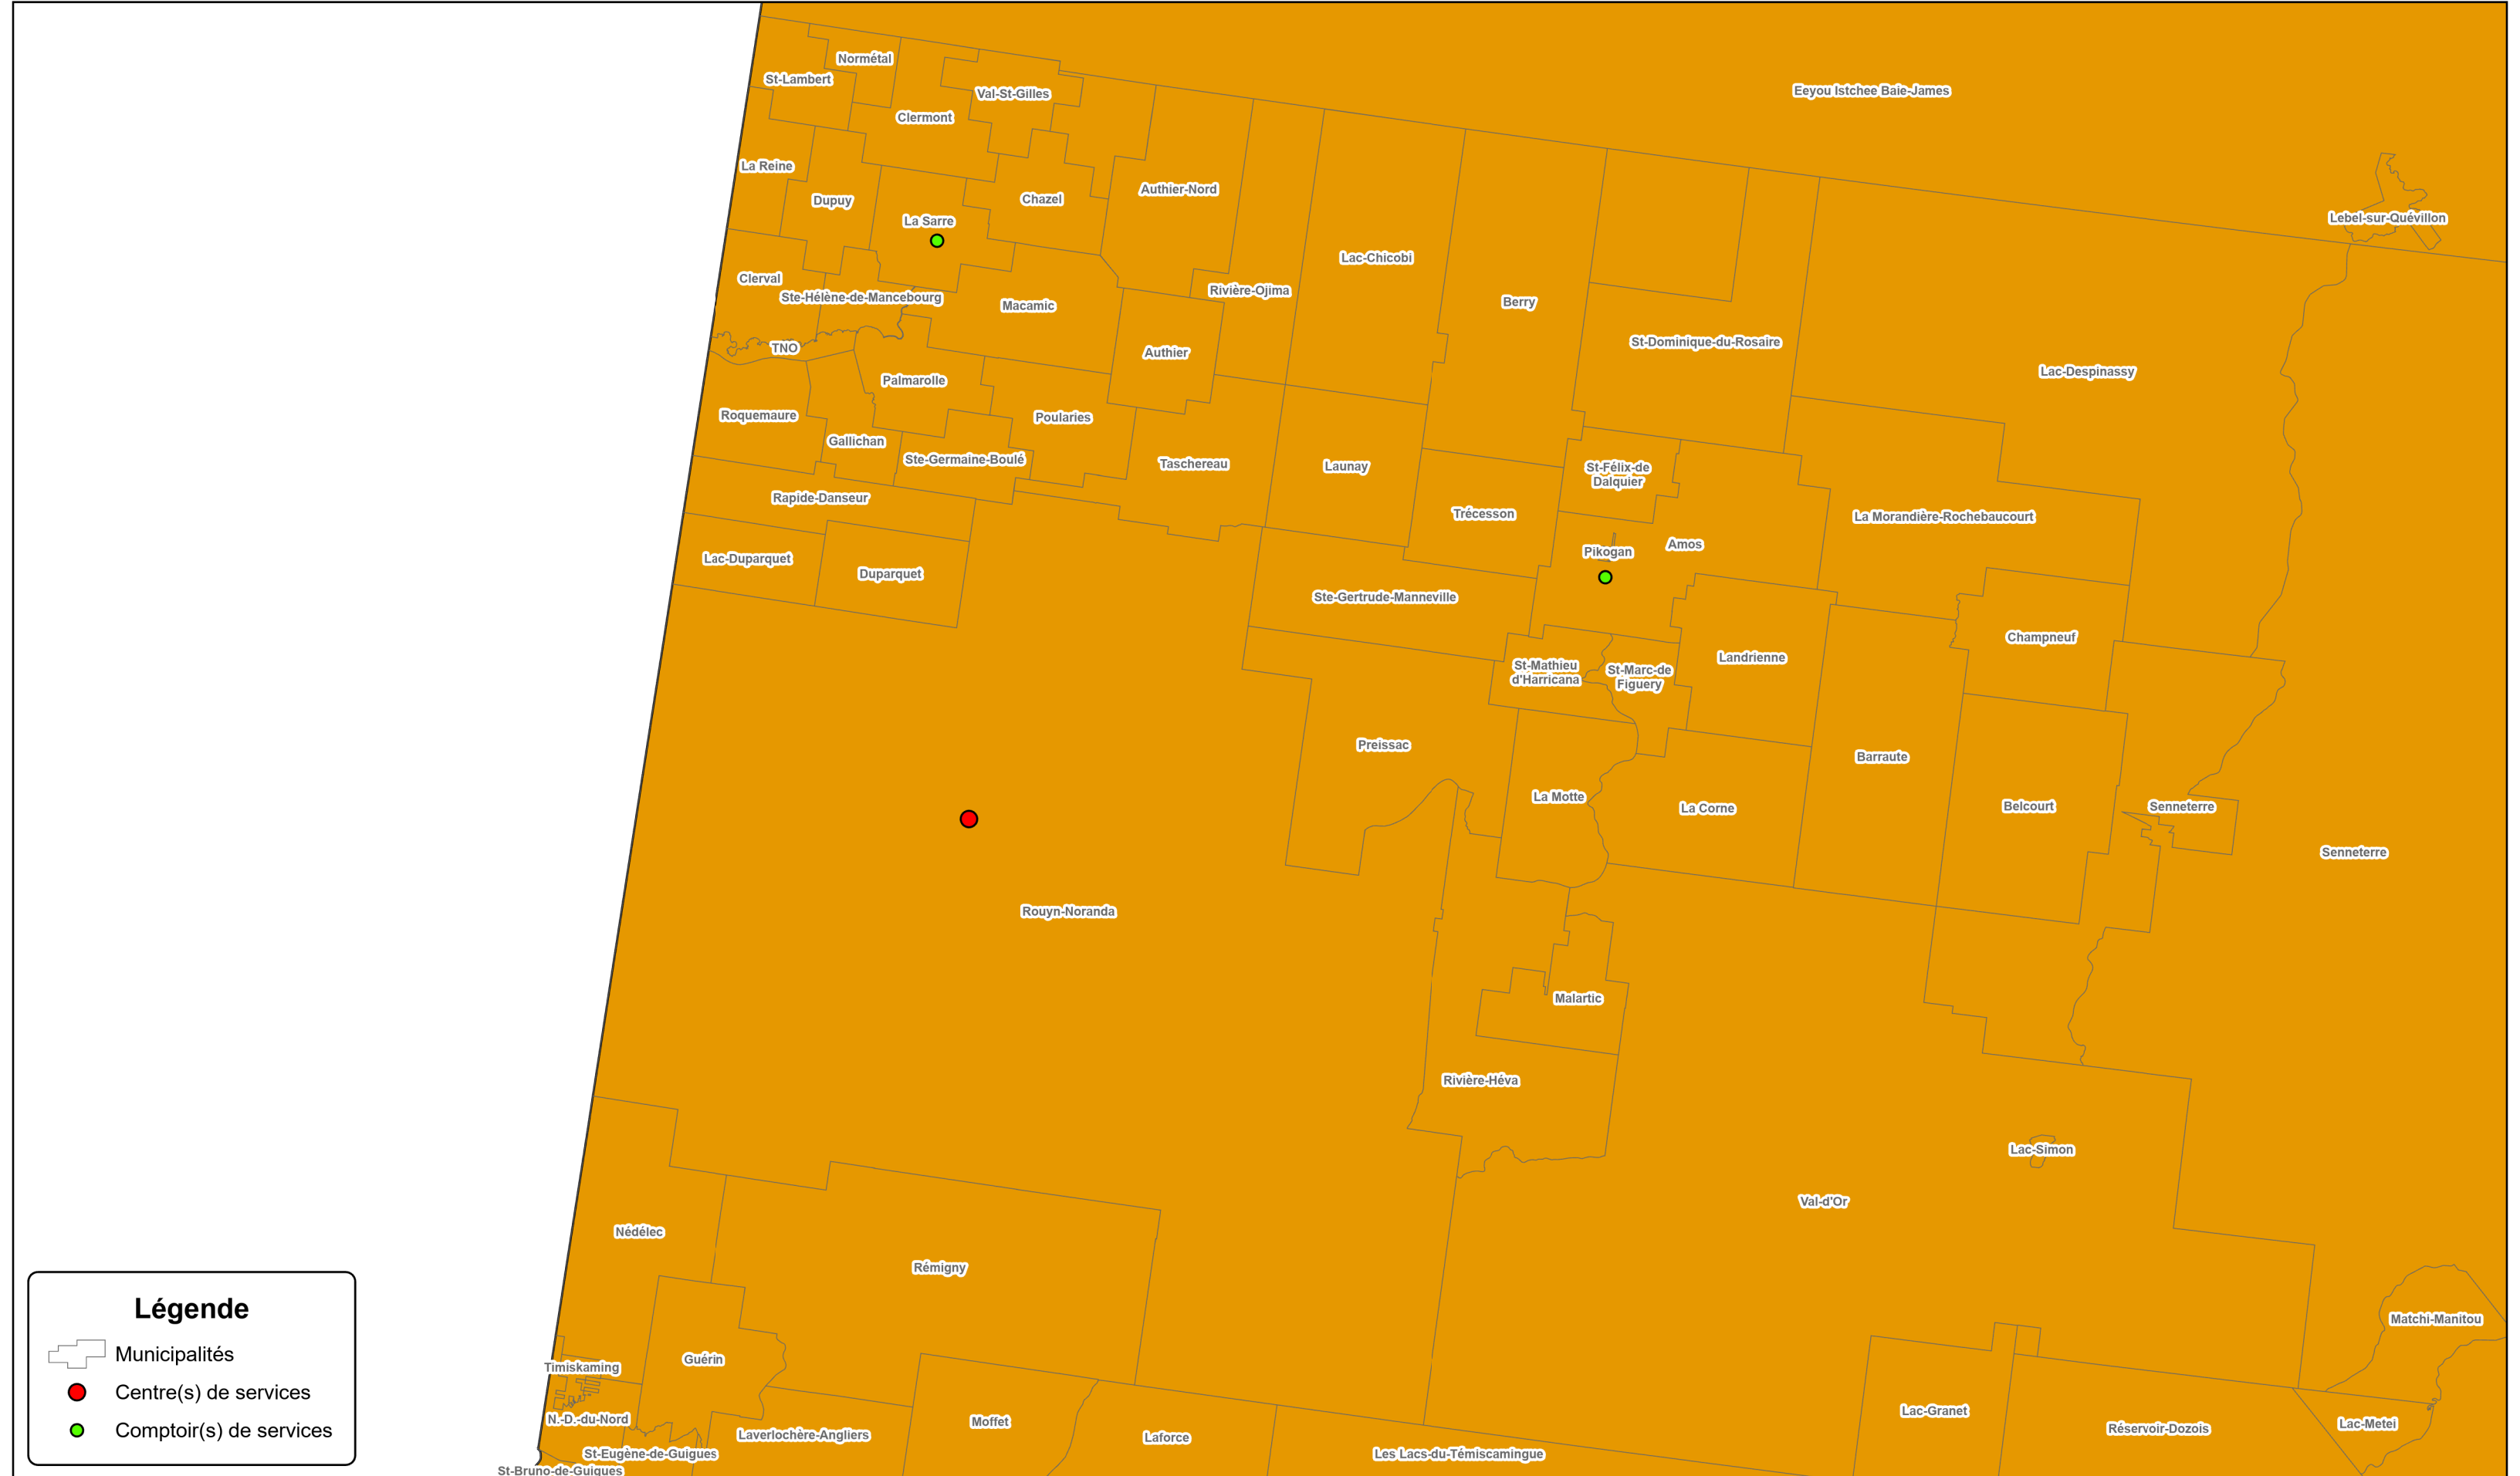 Normétal
St-Lambert
Eeyou Istchee Baie-James
Val-St-Gilles
Clermont
La Reine
Authier-Nord
Chazel
Dupuy
Lebel-sur-Quévillon
La Sarre
Lac-Chicobi
Clerval
Rivière-Ojima
Ste-Hélène-de-Mancebourg
Berry
Macamic
St-Dominique-du-Rosaire
TNO
Authier
Lac-Despinassy
Palmarolle
Roquemaure
Poularies
Gallichan
Ste-Germaine-Boulé
Taschereau
Launay
St-Félix-de
Dalquier
Rapide-Danseur
Trécesson
La Morandière-Rochebaucourt
Amos
Pikogan
Lac-Duparquet
Duparquet
Ste-Gertrude-Manneville
Champneuf
Landrienne
St-Mathieu
d'Harricana
St-Marc-de
Figuery
Preissac
Barraute
La Motte
La Corne
Belcourt
Senneterre
Senneterre
Rouyn-Noranda
Malartic
Rivière-Héva
Lac-Simon
Val-d'Or
Nédélec
Rémigny
Matchi-Manitou
Guérin
Timiskaming
Lac-Granet
N.-D.-du-Nord
Moffet
Lac-Metei
Réservoir-Dozois
Laverlochère-Angliers
Laforce
St-Eugène-de-Guigues
Les Lacs-du-Témiscamingue
St-Bruno-de-Guigues
Légende
Municipalités
Centre(s) de services
Comptoir(s) de services